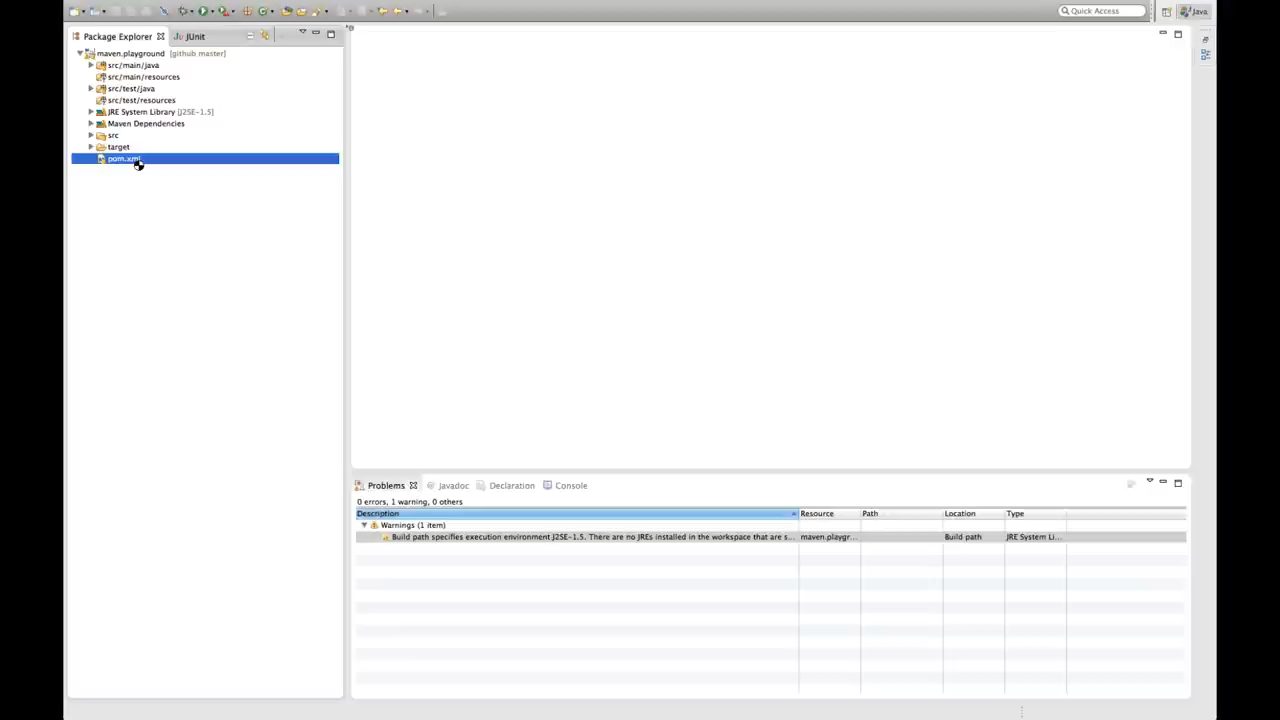 Quick Access
Java
Package Explorer
JUnit
maven.playground [github master]
src/main/java
src/main/resources
src/test/java
src/test/resources
JRE System Library [J2SE-1.5]
Maven Dependencies
src
target
pom.xml
Problems
Javadoc
Declaration
Console
0 errors, 1 warning, 0 others
Description Resource Path Location Type
Warnings (1 item)
Build path specifies execution environment J2SE-1.5. There are no JREs installed in the workspace that are s... maven.playgr... Build path JRE System Li...